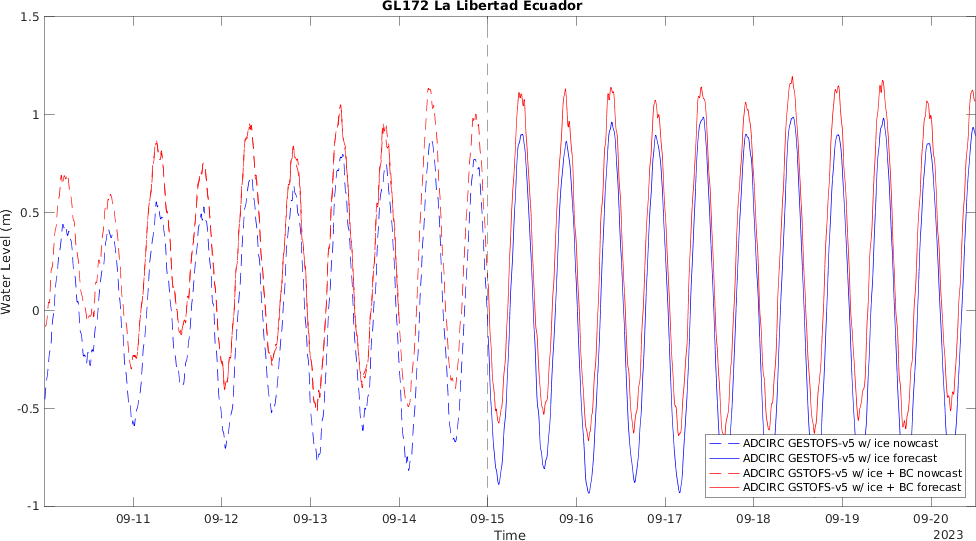 GL172 La Libertad Ecuador
1.5
1
0.5
0
-0.5
-1
Water Level (m)
ADCIRC GESTOFS-v5 w/ ice nowcast
ADCIRC GESTOFS-v5 w/ ice forecast
ADCIRC GSTOFS-v5 w/ ice + BC nowcast
ADCIRC GSTOFS-v5 w/ ice + BC forecast
09-11 09-12 09-13 09-14 09-15 09-16 09-17 09-18 09-19 09-20
Time
2023